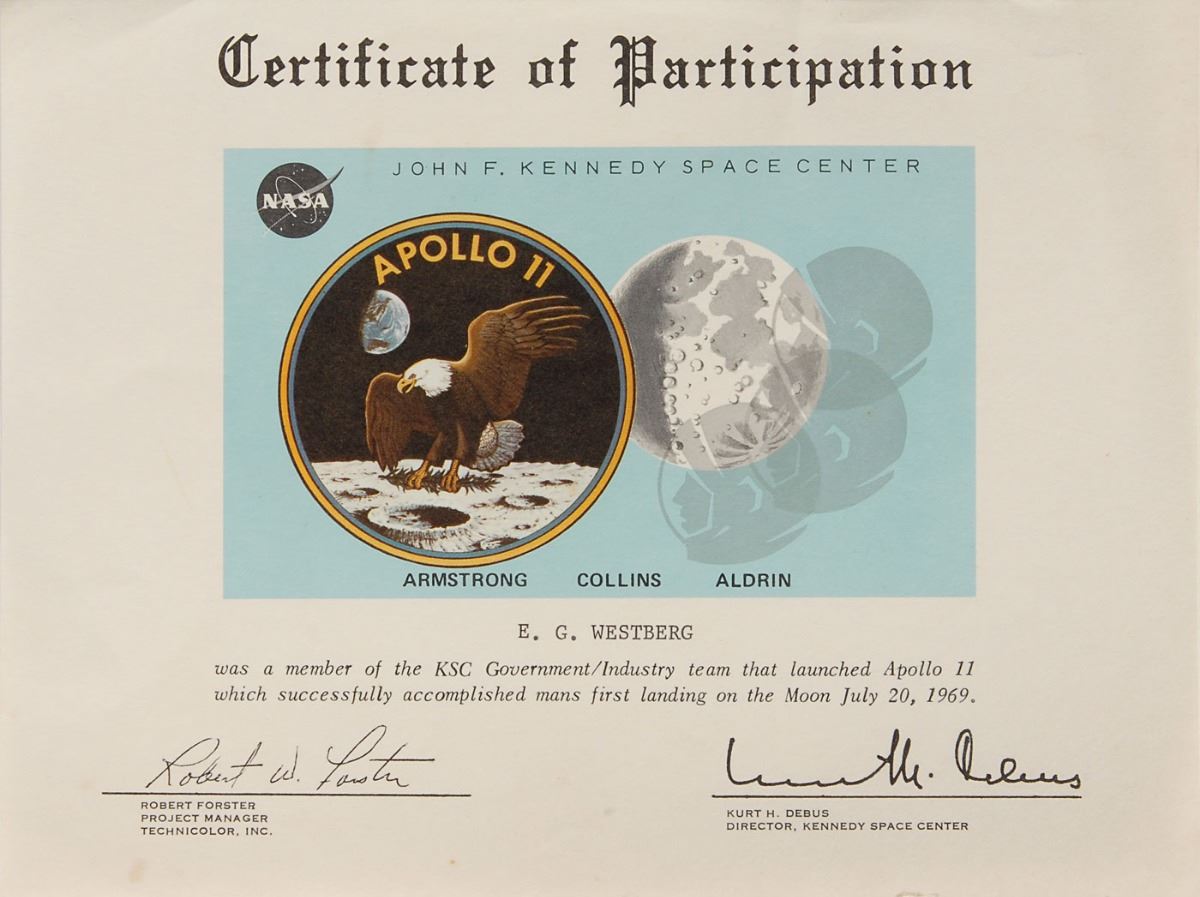 Certificate of Participation
JOHN F. KENNEDY SPACE CENTER
NASA
APOLLO 11
ARMSTRONG COLLINS ALDRIN
E. G. WESTBERG
was a member of the KSC Government/Industry team that launched Apollo 11
which successfully accomplished mans first landing on the Moon July 20, 1969.
Robert W. Forster
Kurt H. Debus
ROBERT FORSTER
PROJECT MANAGER
TECHNICOLOR, INC.
KURT H. DEBUS
DIRECTOR, KENNEDY SPACE CENTER